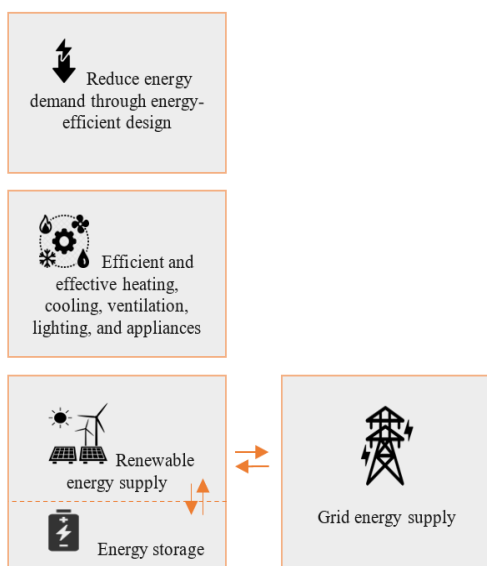 Reduce energy
demand through energy-
efficient design
Efficient and
effective heating,
cooling, ventilation,
lighting, and appliances
Renewable
energy supply
Energy storage
Grid energy supply